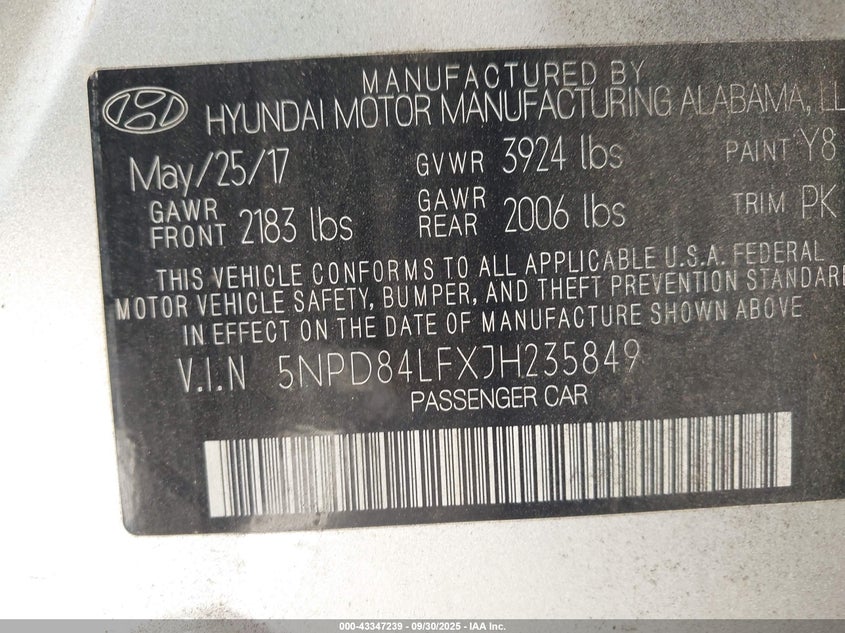 MANUFACTURED BY
HYUNDAI MOTOR MANUFACTURING ALABAMA, LL
May/25/17 GVWR 3924 lbs PAINT Y8
GAWR FRONT 2183 lbs GAWR REAR 2006 lbs TRIM PK
THIS VEHICLE CONFORMS TO ALL APPLICABLE U.S.A. FEDERAL
MOTOR VEHICLE SAFETY, BUMPER, AND THEFT PREVENTION STANDARD
IN EFFECT ON THE DATE OF MANUFACTURE SHOWN ABOVE
V.I.N 5NPD84LFXJH235849
PASSENGER CAR
000-43347239 - 09/30/2025 - IAA Inc.